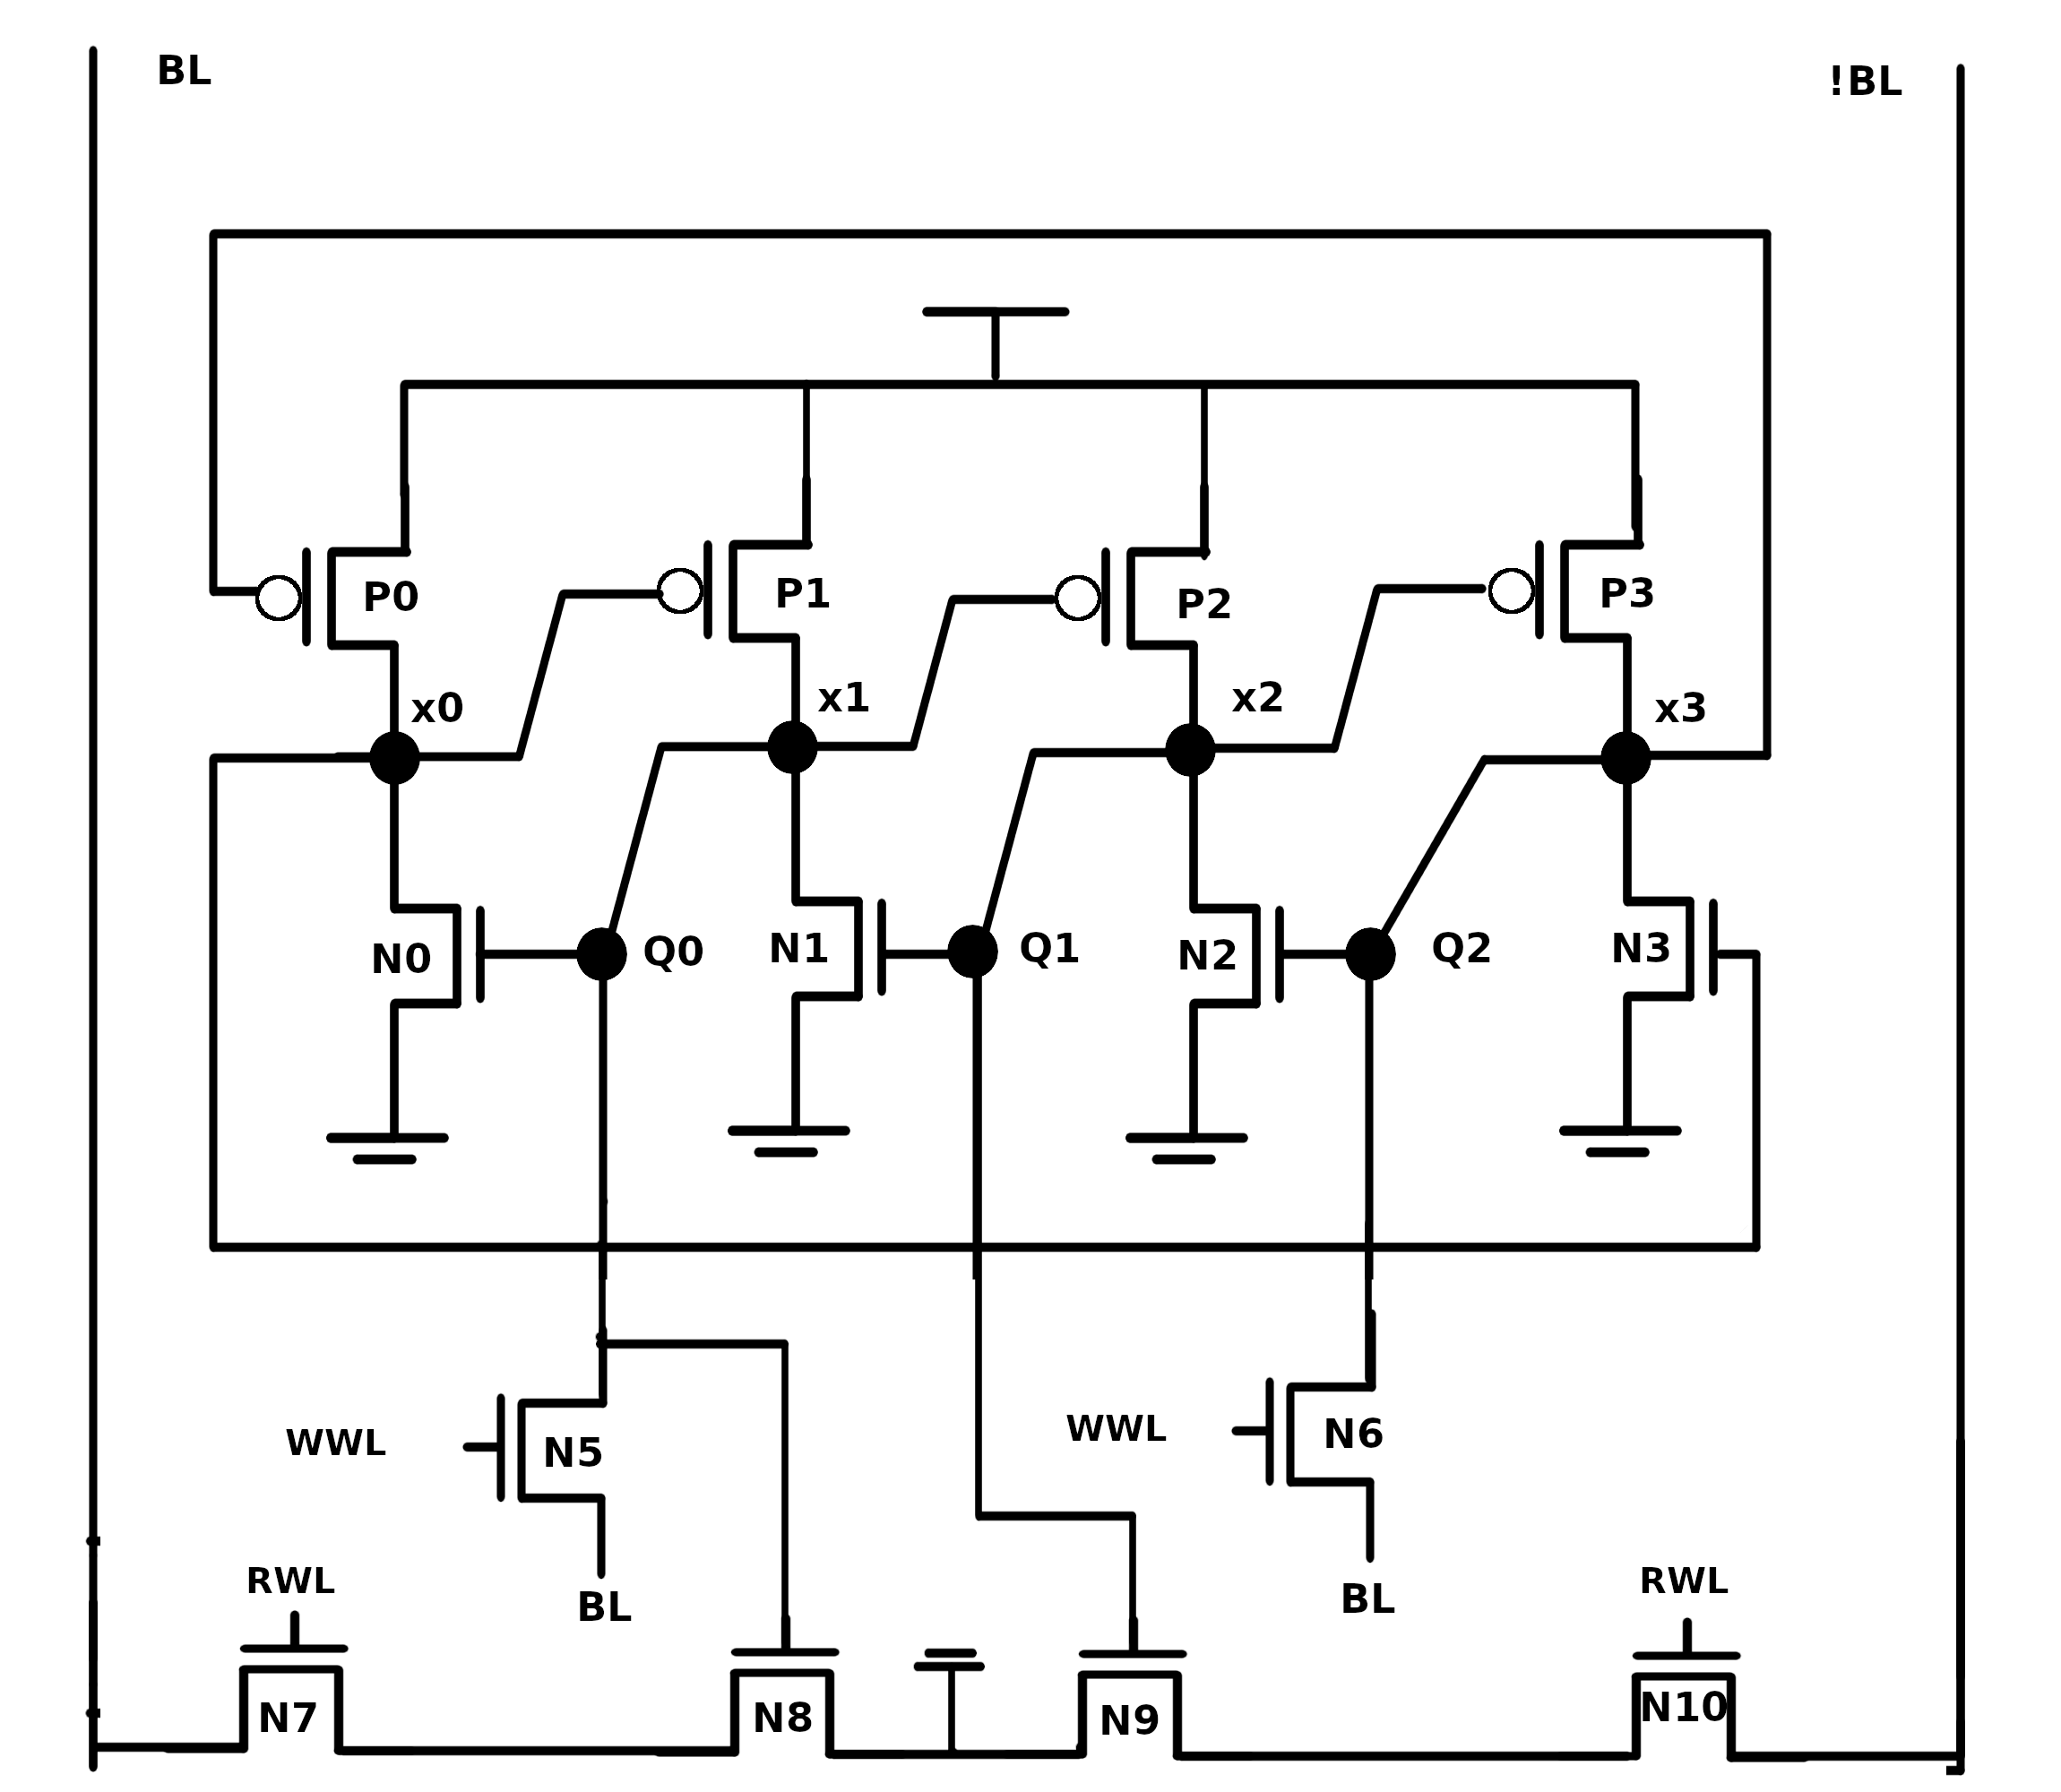 BL
!BL
P0
P1
P2
P3
x0
x1
x2
x3
N0
Q0
N1
Q1
N2
Q2
N3
WWL
N5
WWL
N6
BL
BL
RWL
RWL
N7
N8
N9
N10